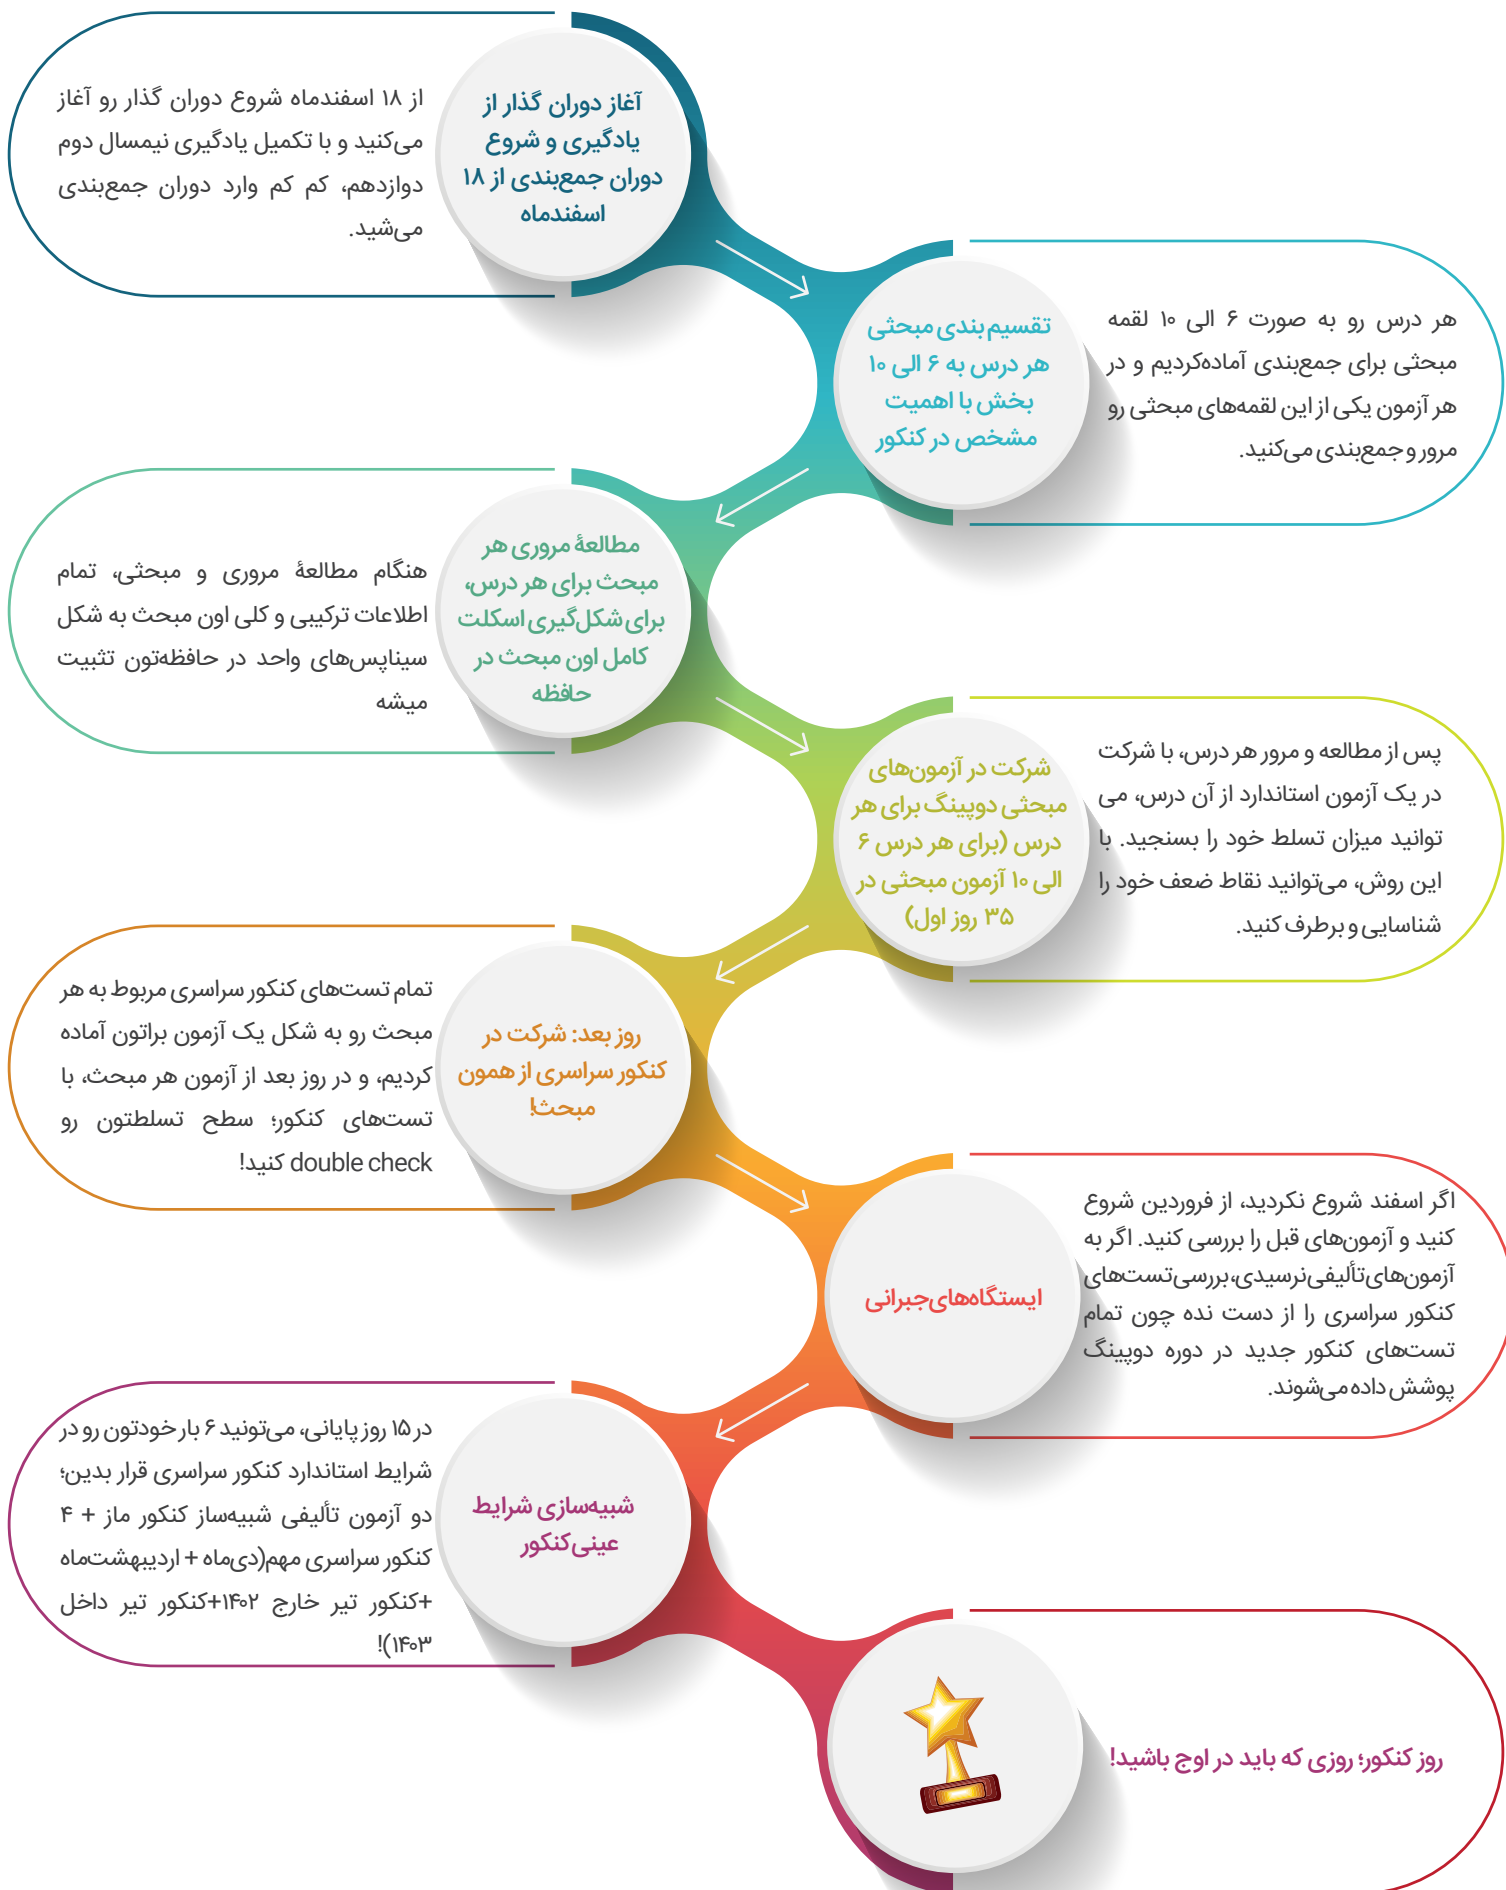 آغاز دوران گذار از
یادگیری و شروع
دوران جمع‌بندی از ۱۸
اسفندماه
از ۱۸ اسفندماه شروع دوران گذار رو آغاز
می‌کنید و با تکمیل یادگیری نیمسال دوم
دوازدهم، کم کم وارد دوران جمع‌بندی
می‌شید.
تقسیم‌بندی مبحثی
هر درس به ۶ الی ۱۰
بخش با اهمیت
مشخص در کنکور
هر درس رو به صورت ۶ الی ۱۰ لقمه
مبحثی برای جمع‌بندی آماده‌کردیم و در
هر آزمون یکی از این لقمه‌های مبحثی رو
مرور و جمع‌بندی می‌کنید.
مطالعهٔ مروری هر
مبحث برای هر درس،
برای شکل‌گیری اسکلت
کامل اون مبحث در
حافظه
هنگام مطالعهٔ مروری و مبحثی، تمام
اطلاعات ترکیبی و کلی اون مبحث به شکل
سیناپس‌های واحد در حافظه‌تون تثبیت
میشه
شرکت در آزمون‌های
مبحثی دوپینگ برای هر
درس (برای هر درس ۶
الی ۱۰ آزمون مبحثی در
۳۵ روز اول)
پس از مطالعه و مرور هر درس، با شرکت
در یک آزمون استاندارد از آن درس، می
توانید میزان تسلط خود را بسنجید. با
این روش، می‌توانید نقاط ضعف خود را
شناسایی و برطرف کنید.
روز بعد: شرکت در
کنکور سراسری از همون
مبحث!
تمام تست‌های کنکور سراسری مربوط به هر
مبحث رو به شکل یک آزمون براتون آماده
کردیم، و در روز بعد از آزمون هر مبحث، با
تست‌های کنکور؛ سطح تسلطتون رو
double check کنید!
ایستگاه‌های‌جبرانی
اگر اسفند شروع نکردید، از فروردین شروع
کنید و آزمون‌های قبل را بررسی کنید. اگر به
آزمون‌های‌تألیفی‌نرسیدی،بررسی‌تست‌های
کنکور سراسری را از دست نده چون تمام
تست‌های کنکور جدید در دوره دوپینگ
پوشش داده می‌شوند.
شبیه‌سازی شرایط
عینی کنکور
در ۱۵ روز پایانی، می‌تونید ۶ بار خودتون رو در
شرایط استاندارد کنکور سراسری قرار بدین؛
دو آزمون تألیفی شبیه‌ساز کنکور ماز + ۴
کنکور سراسری مهم(دی‌ماه + اردیبهشت‌ماه
+کنکور تیر خارج ۱۴۰۲+کنکور تیر داخل
۱۴۰۳)!
روز کنکور؛ روزی که باید در اوج باشید!